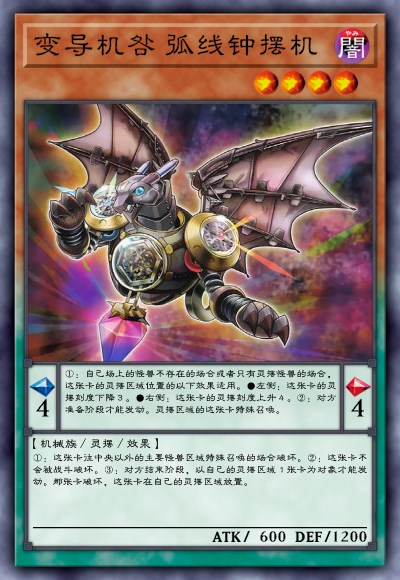 变导机咎 弧线钟摆机
闇
やみ
①：自己场上的怪兽不存在的场合或者只有灵摆怪兽的场合，
这张卡的灵摆区域位置的以下效果适用。●左侧：这张卡的灵
摆刻度下降３。●右侧：这张卡的灵摆刻度上升４。②：对方
准备阶段才能发动。灵摆区域的这张卡特殊召唤。
4
4
【机械族／灵摆／效果】
①：这张卡往中央以外的主要怪兽区域特殊召唤的场合破坏。②：这张卡不
会被战斗破坏。③：对方结束阶段，以自己的灵摆区域１张卡为对象才能发
动。那张卡破坏，这张卡在自己的灵摆区域放置。
ATK/ 600 DEF/1200